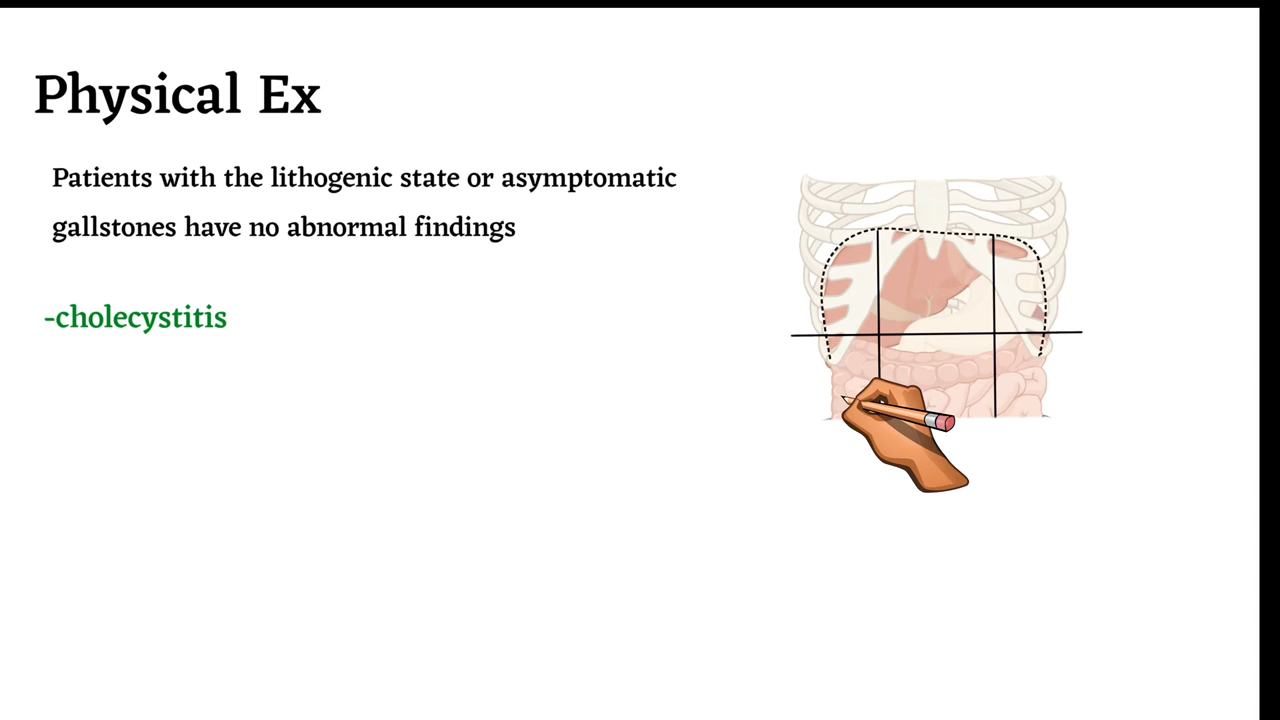 Physical Ex
Patients with the lithogenic state or asymptomatic
gallstones have no abnormal findings
-cholecystitis